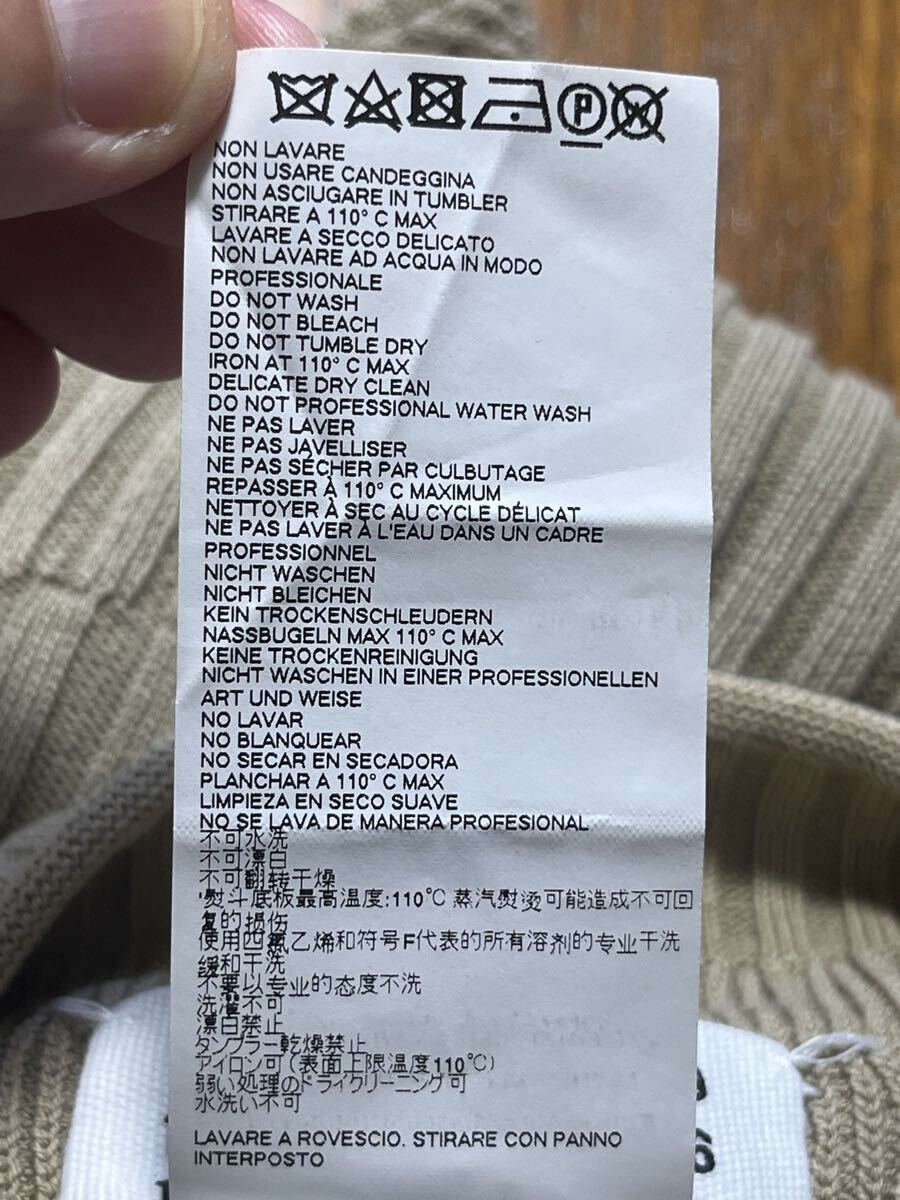 P
W
NON LAVARE
NON USARE CANDEGGINA
NON ASCIUGARE IN TUMBLER
STIRARE A 110° C MAX
LAVARE A SECCO DELICATO
NON LAVARE AD ACQUA IN MODO
PROFESSIONALE
DO NOT WASH
DO NOT BLEACH
DO NOT TUMBLE DRY
IRON AT 110° C MAX
DELICATE DRY CLEAN
DO NOT PROFESSIONAL WATER WASH
NE PAS LAVER
NE PAS JAVELLISER
NE PAS SÉCHER PAR CULBUTAGE
REPASSER À 110° C MAXIMUM
NETTOYER À SEC AU CYCLE DÉLICAT
NE PAS LAVER À L'EAU DANS UN CADRE
PROFESSIONNEL
NICHT WASCHEN
NICHT BLEICHEN
KEIN TROCKENSCHLEUDERN
NASSBUGELN MAX 110° C MAX
KEINE TROCKENREINIGUNG
NICHT WASCHEN IN EINER PROFESSIONELLEN
ART UND WEISE
NO LAVAR
NO BLANQUEAR
NO SECAR EN SECADORA
PLANCHAR A 110° C MAX
LIMPIEZA EN SECO SUAVE
NO SE LAVA DE MANERA PROFESIONAL
不可水洗
不可漂白
不可翻转干燥
'熨斗底板最高温度:110℃ 蒸汽熨烫可能造成不可回
复的损伤
使用四氯乙烯和符号F代表的所有溶剂的专业干洗
缓和干洗
不要以专业的态度不洗
洗濯不可
漂白禁止
タンブラー乾燥禁止
アイロン可(表面上限温度110℃)
弱い処理のドライクリーニング可
水洗い不可
LAVARE A ROVESCIO. STIRARE CON PANNO
INTERPOSTO
6